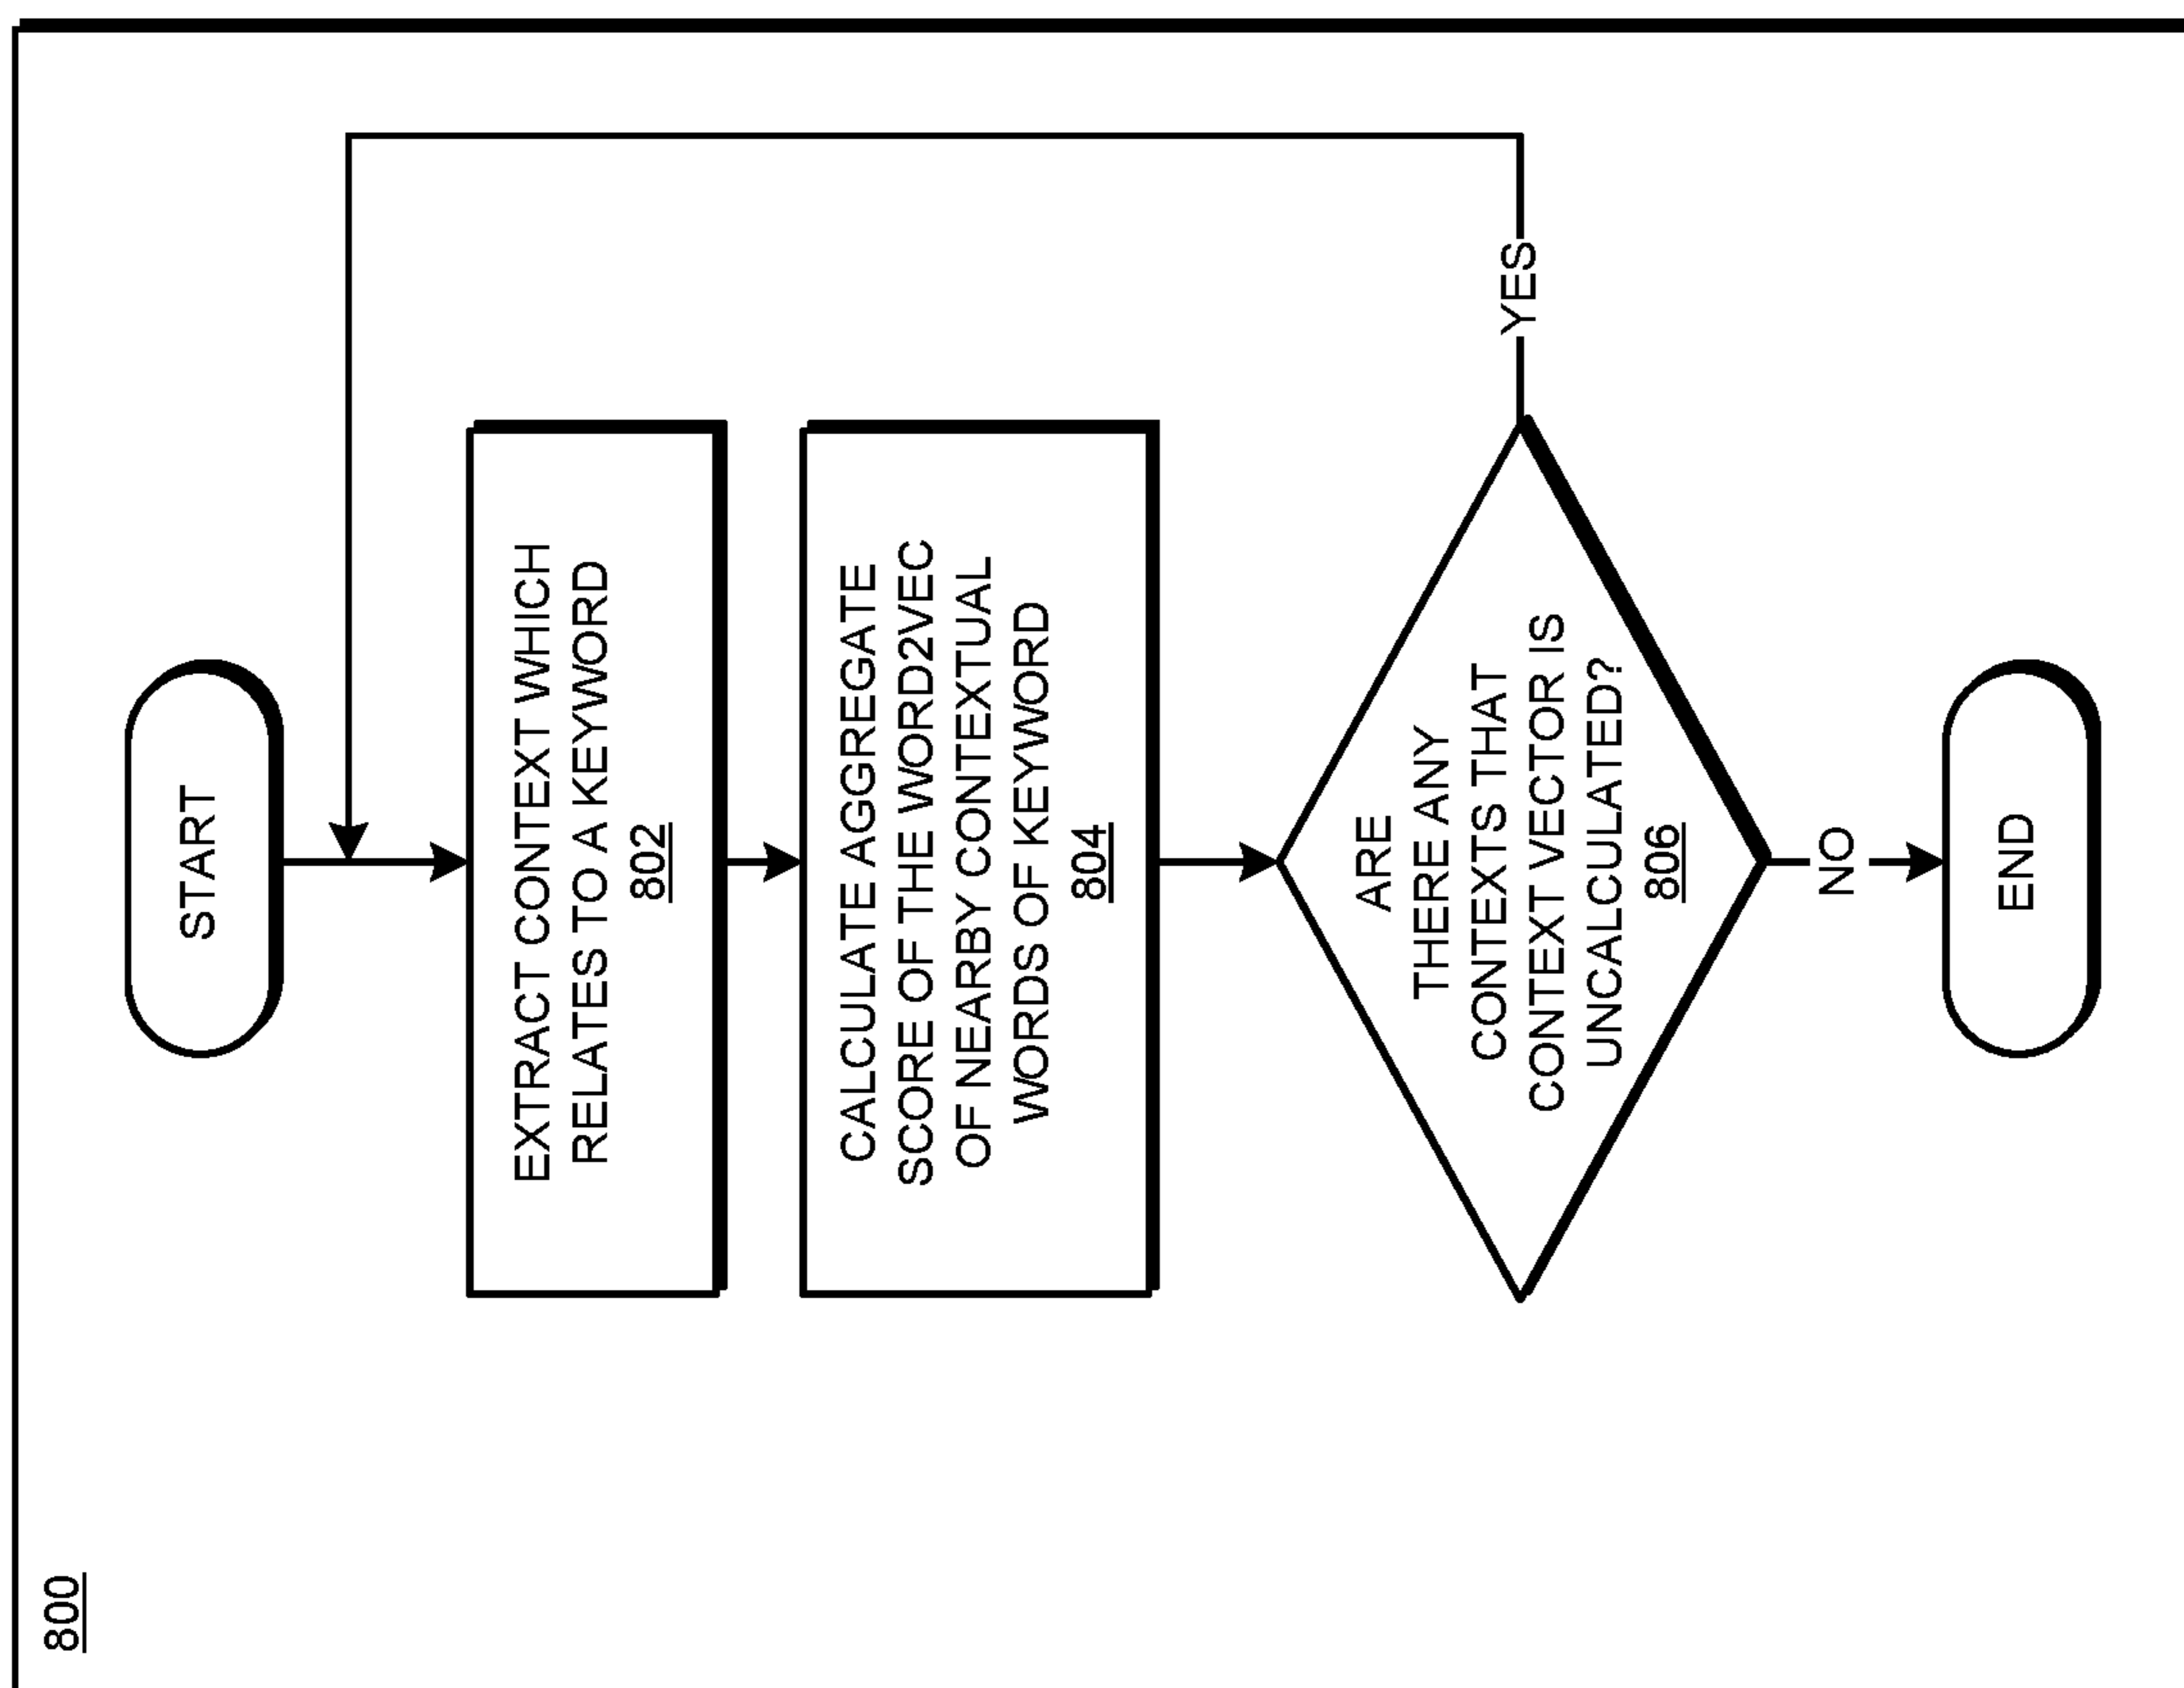 800
START
EXTRACT CONTEXT WHICH
RELATES TO A KEYWORD
802
CALCULATE AGGREGATE
SCORE OF THE WORD2VEC
OF NEARBY CONTEXTUAL
WORDS OF KEYWORD
804
ARE
THERE ANY
CONTEXTS THAT
CONTEXT VECTOR IS
UNCALCULATED?
806
YES
NO
END